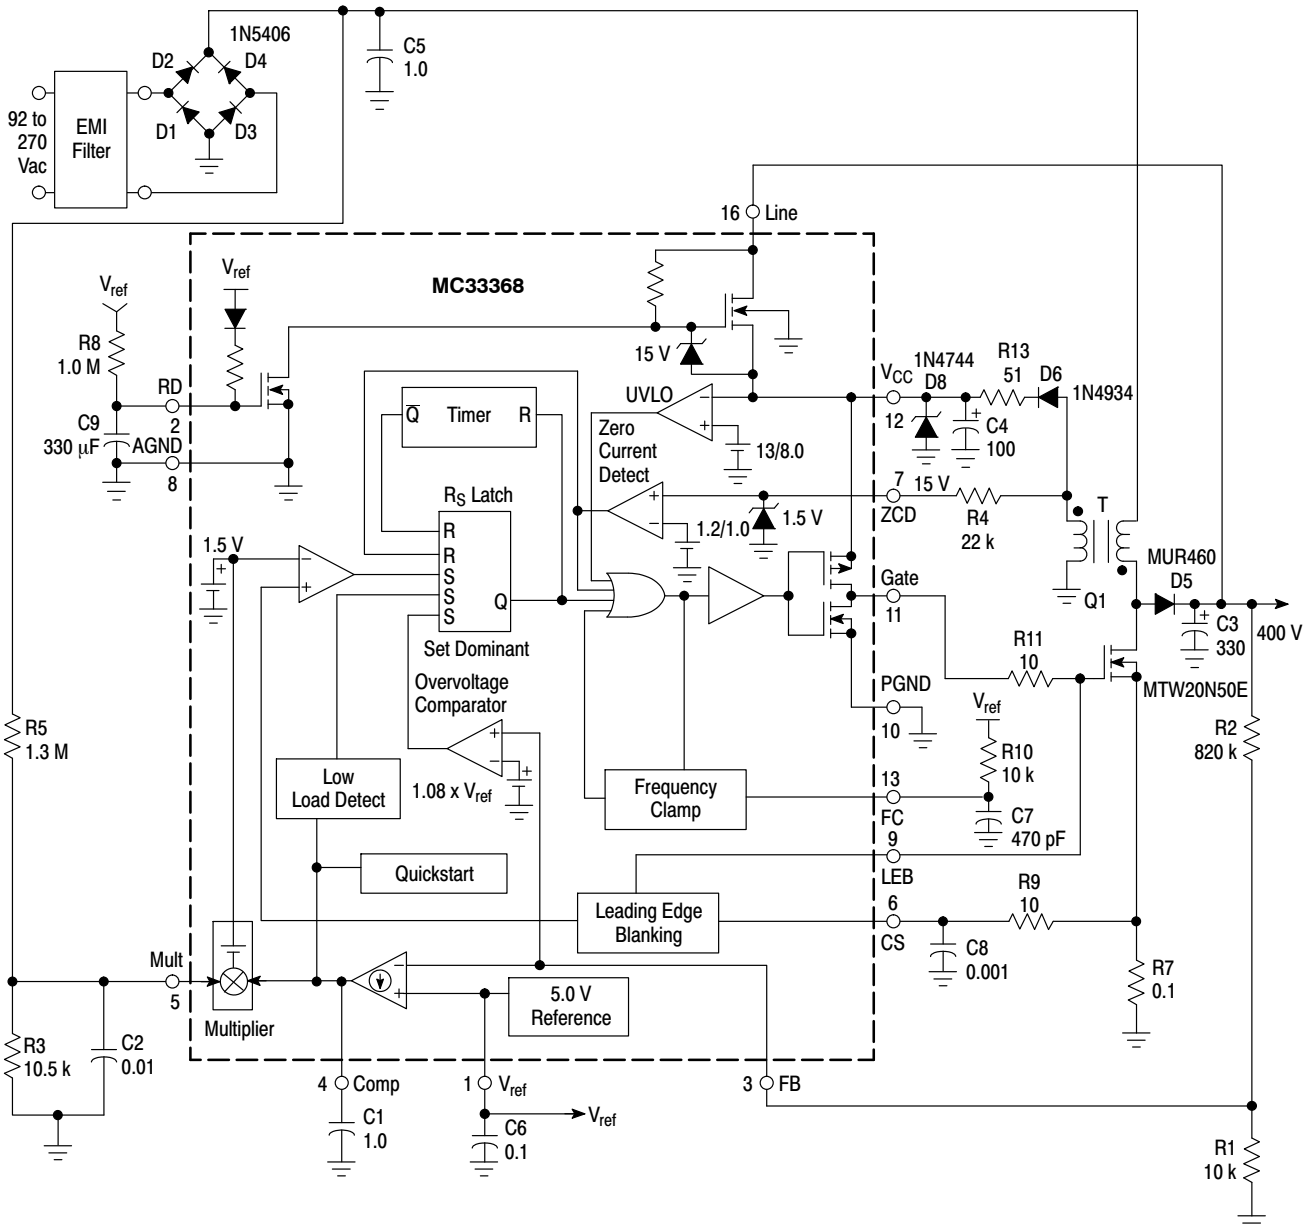 1N5406
C5
1.0
D2
D4
D1
D3
92 to
270
Vac
EMI
Filter
16
Line
MC33368
Vref
Vref
R8
1.0 M
RD
2
C9
330 µF
AGND
8
15 V
UVLO
VCC
12
1N4744
D8
R13
51
D6
1N4934
+
C4
100
Q̅
Timer
R
Zero
Current
Detect
−
+
13/8.0
7
15 V
ZCD
R4
22 k
T
RS Latch
R
R
S
S
S
Q
Set Dominant
+
−
1.2/1.0
1.5 V
1.5 V
+
−
+
Gate
11
MUR460
D5
Q1
+
C3
330
400 V
R11
10
MTW20N50E
PGND
10
Overvoltage
Comparator
+
−
+
1.08 x Vref
Low
Load Detect
Frequency
Clamp
Vref
R10
10 k
13
FC
C7
470 pF
9
LEB
R5
1.3 M
R2
820 k
Quickstart
Leading Edge
Blanking
6
CS
R9
10
C8
0.001
R7
0.1
Mult
5
Multiplier
−
+
5.0 V
Reference
R3
10.5 k
C2
0.01
4
Comp
C1
1.0
1
Vref
Vref
C6
0.1
3
FB
R1
10 k